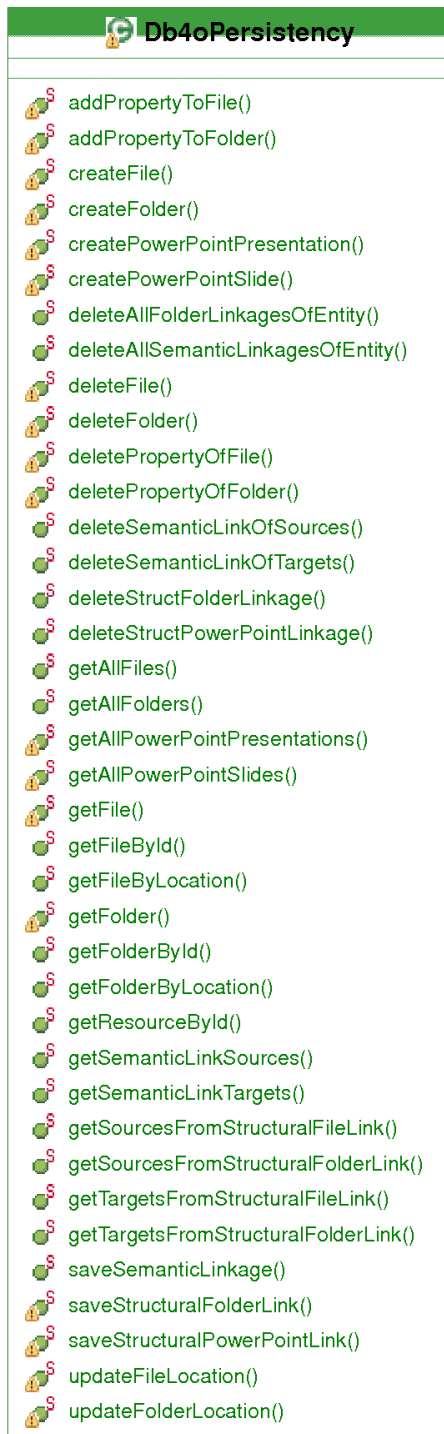 Db4oPersistency
S addPropertyToFile()
S addPropertyToFolder()
S createFile()
S createFolder()
S createPowerPointPresentation()
S createPowerPointSlide()
S deleteAllFolderLinkagesOfEntity()
S deleteAllSemanticLinkagesOfEntity()
S deleteFile()
S deleteFolder()
S deletePropertyOfFile()
S deletePropertyOfFolder()
S deleteSemanticLinkOfSources()
S deleteSemanticLinkOfTargets()
S deleteStructFolderLinkage()
S deleteStructPowerPointLinkage()
S getAllFiles()
S getAllFolders()
S getAllPowerPointPresentations()
S getAllPowerPointSlides()
S getFile()
S getFileById()
S getFileByLocation()
S getFolder()
S getFolderById()
S getFolderByLocation()
S getResourceById()
S getSemanticLinkSources()
S getSemanticLinkTargets()
S getSourcesFromStructuralFileLink()
S getSourcesFromStructuralFolderLink()
S getTargetsFromStructuralFileLink()
S getTargetsFromStructuralFolderLink()
S saveSemanticLinkage()
S saveStructuralFolderLink()
S saveStructuralPowerPointLink()
S updateFileLocation()
S updateFolderLocation()